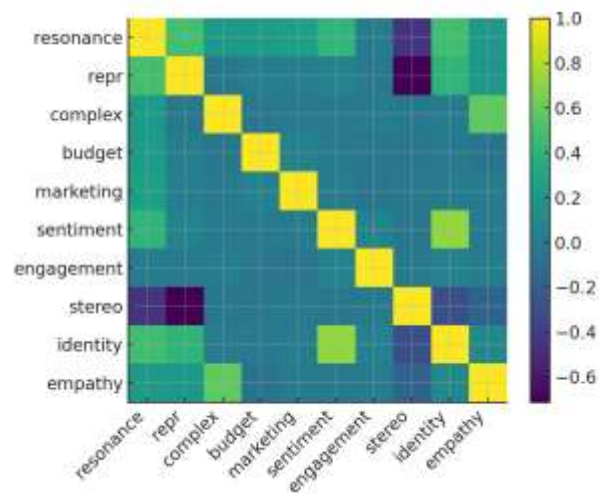 resonance
repr
complex
budget
marketing
sentiment
engagement
stereo
identity
empathy
resonance
repr
complex
budget
marketing
sentiment
engagement
stereo
identity
empathy
1.0
0.8
0.6
0.4
0.2
0.0
−0.2
−0.4
−0.6